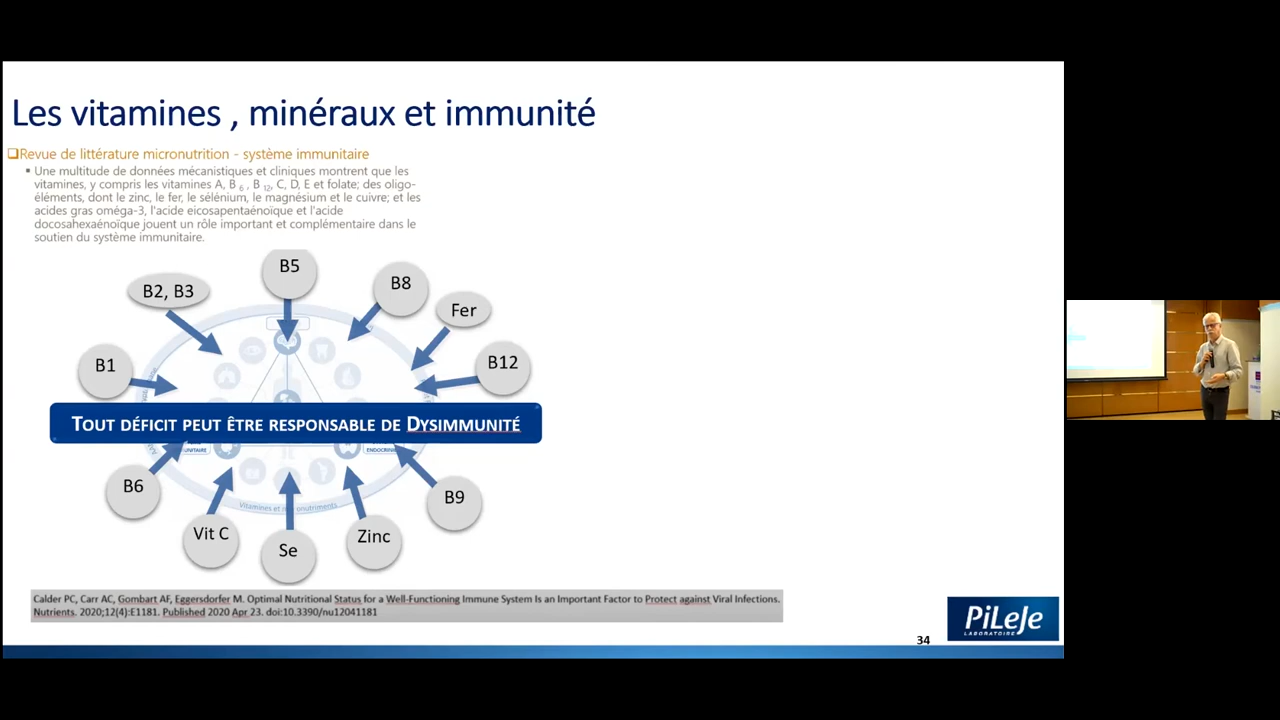 Les vitamines , minéraux et immunité
❑Revue de littérature micronutrition - système immunitaire
▪ Une multitude de données mécanistiques et cliniques montrent que les
vitamines, y compris les vitamines A, B 6 , B 12, C, D, E et folate; des oligo-
éléments, dont le zinc, le fer, le sélénium, le magnésium et le cuivre; et les
acides gras oméga-3, l'acide eicosapentaénoïque et l'acide
docosahexaénoïque jouent un rôle important et complémentaire dans le
soutien du système immunitaire.
B5
B2, B3
B8
Fer
B1
B12
TOUT DÉFICIT PEUT ÊTRE RESPONSABLE DE DYSIMMUNITÉ
B6
B9
Vit C
Se
Zinc
Vitamines et
Calder PC, Carr AC, Gombart AF, Eggersdorfer M. Optimal Nutritional Status for a Well-Functioning Immune System Is an Important Factor to Protect against Viral Infections.
Nutrients. 2020;12(4):E1181. Published 2020 Apr 23. doi:10.3390/nu12041181
PiLeJe
LABORATOIRE
34